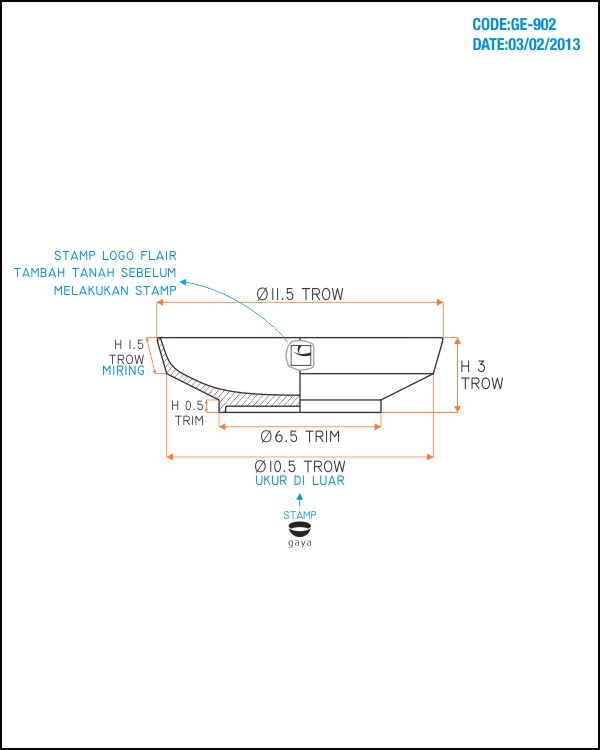 CODE:GE-902
DATE:03/02/2013
STAMP LOGO FLAIR
TAMBAH TANAH SEBELUM
MELAKUKAN STAMP
Ø11.5 TROW
H 1.5
TROW
MIRING
H 3
TROW
H 0.5
TRIM
Ø6.5 TRIM
Ø10.5 TROW
UKUR DI LUAR
STAMP
gaya